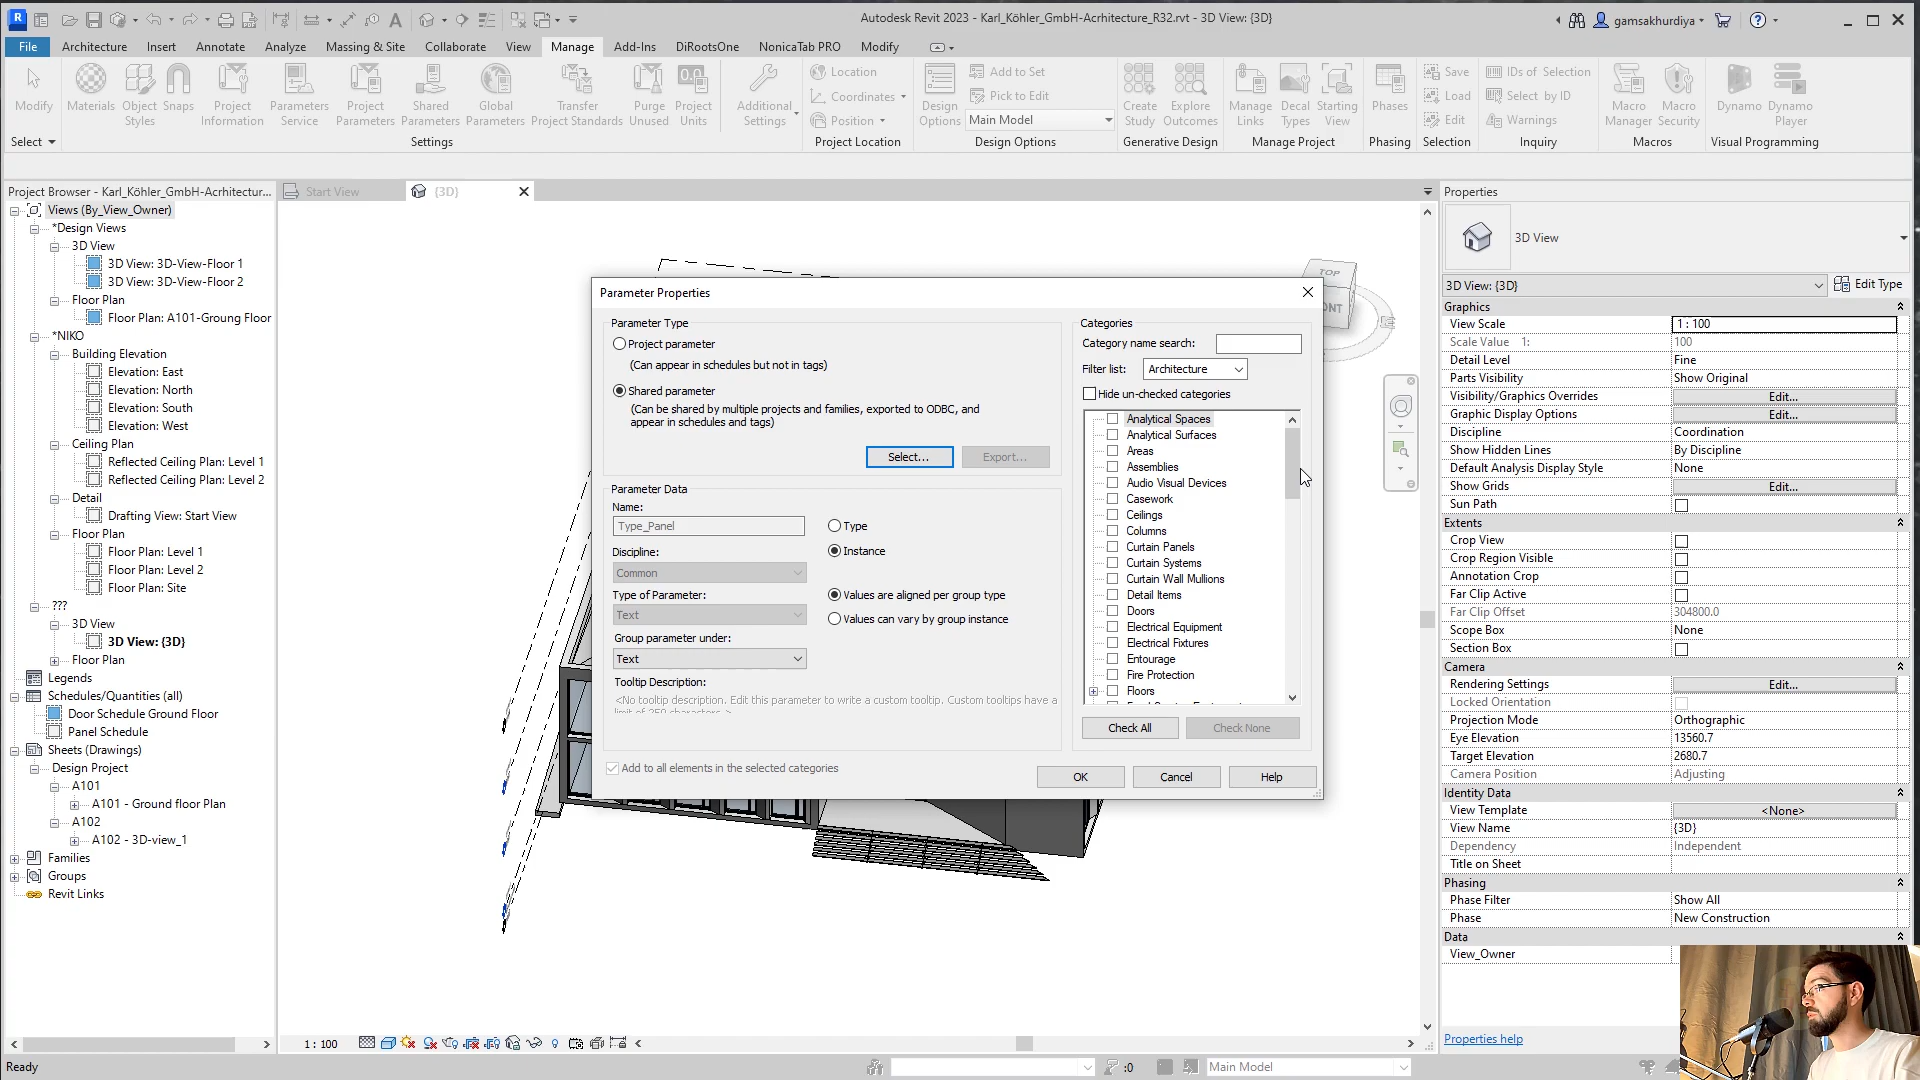 Autodesk Revit 2023 - Karl_Köhler_GmbH-Acrhitecture_R32.rvt - 3D View: {3D}
gamsakhurdiya
File Architecture Insert Annotate Analyze Massing & Site Collaborate View Manage Add-Ins DiRootsOne NonicaTab PRO Modify
Modify
Materials
Object Styles
Snaps
Project Information
Parameters Service
Project Parameters
Shared Parameters
Global Parameters
Transfer Project Standards
Purge Unused
Project Units
Additional Settings
Location
Coordinates
Position
Design Options
Add to Set
Pick to Edit
Main Model
Create Study
Explore Outcomes
Manage Links
Decal Types
Starting View
Phases
Save
Load
Edit
IDs of Selection
Select by ID
Warnings
Macro Manager
Macro Security
Dynamo
Dynamo Player
Select
Settings
Project Location
Design Options
Generative Design
Manage Project
Phasing
Selection
Inquiry
Macros
Visual Programming
Project Browser - Karl_Köhler_GmbH-Acrhitectur...
Views (By_View_Owner)
*Design Views
3D View
3D View: 3D-View-Floor 1
3D View: 3D-View-Floor 2
Floor Plan
Floor Plan: A101-Groung Floor
*NIKO
Building Elevation
Elevation: East
Elevation: North
Elevation: South
Elevation: West
Ceiling Plan
Reflected Ceiling Plan: Level 1
Reflected Ceiling Plan: Level 2
Detail
Drafting View: Start View
Floor Plan
Floor Plan: Level 1
Floor Plan: Level 2
Floor Plan: Site
???
3D View
3D View: {3D}
Floor Plan
Legends
Schedules/Quantities (all)
Door Schedule Ground Floor
Panel Schedule
Sheets (Drawings)
Design Project
A101
A101 - Ground floor Plan
A102
A102 - 3D-view_1
Families
Groups
Revit Links
Start View
{3D}
TOP
Parameter Properties
Parameter Type
Project parameter
(Can appear in schedules but not in tags)
Shared parameter
(Can be shared by multiple projects and families, exported to ODBC, and
appear in schedules and tags)
Select...
Export...
Parameter Data
Name:
Type_Panel
Type
Discipline:
Instance
Common
Type of Parameter:
Values are aligned per group type
Text
Values can vary by group instance
Group parameter under:
Text
Tooltip Description:
<No tooltip description. Edit this parameter to write a custom tooltip. Custom tooltips have a
Add to all elements in the selected categories
Categories
Category name search:
Filter list: Architecture
Hide un-checked categories
Analytical Spaces
Analytical Surfaces
Areas
Assemblies
Audio Visual Devices
Casework
Ceilings
Columns
Curtain Panels
Curtain Systems
Curtain Wall Mullions
Detail Items
Doors
Electrical Equipment
Electrical Fixtures
Entourage
Fire Protection
Floors
Check All
Check None
OK
Cancel
Help
Properties
3D View
3D View: {3D}
Edit Type
Graphics
View Scale 1 : 100
Scale Value 1: 100
Detail Level Fine
Parts Visibility Show Original
Visibility/Graphics Overrides Edit...
Graphic Display Options Edit...
Discipline Coordination
Show Hidden Lines By Discipline
Default Analysis Display Style None
Show Grids Edit...
Sun Path
Extents
Crop View
Crop Region Visible
Annotation Crop
Far Clip Active
Far Clip Offset 304800.0
Scope Box None
Section Box
Camera
Rendering Settings Edit...
Locked Orientation
Projection Mode Orthographic
Eye Elevation 13560.7
Target Elevation 2680.7
Camera Position Adjusting
Identity Data
View Template <None>
View Name {3D}
Dependency Independent
Title on Sheet
Phasing
Phase Filter Show All
Phase New Construction
Data
View_Owner
Properties help
1 : 100
Ready
:0
Main Model